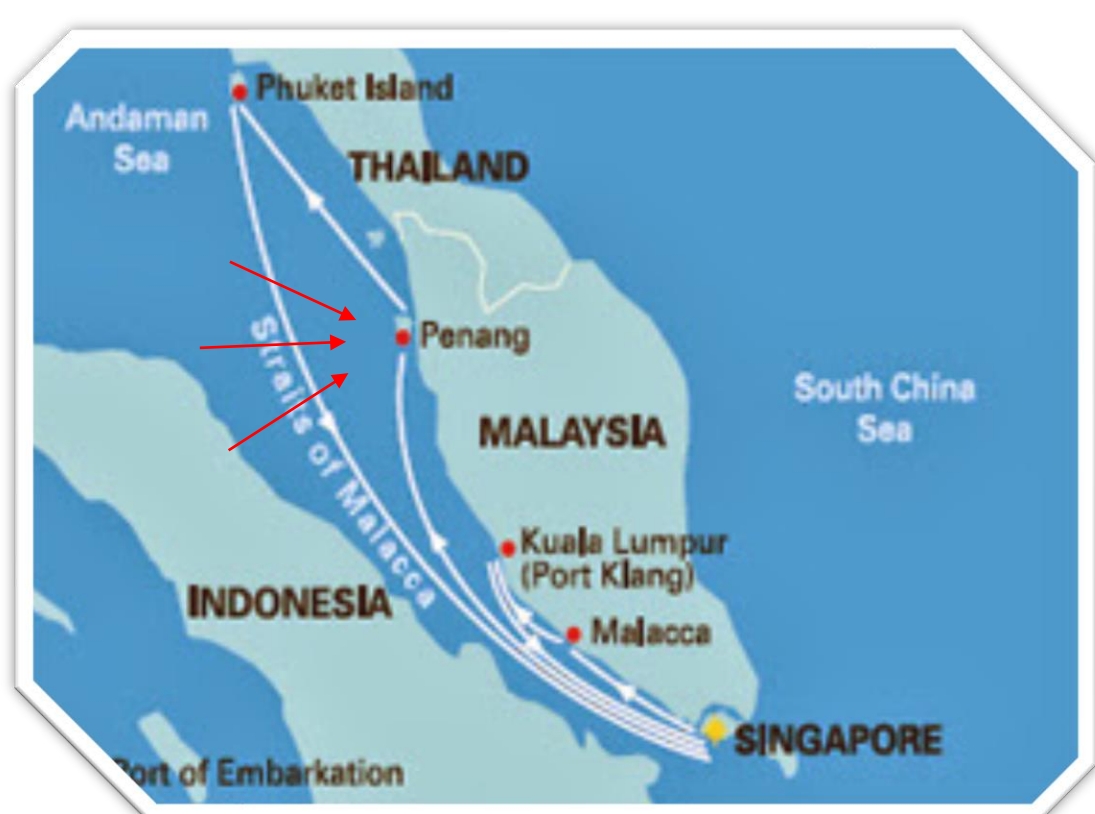 Phuket Island
Andaman
Sea
THAILAND
Penang
Straits of Malacca
South China
Sea
MALAYSIA
Kuala Lumpur
(Port Klang)
INDONESIA
Malacca
SINGAPORE
Port of Embarkation